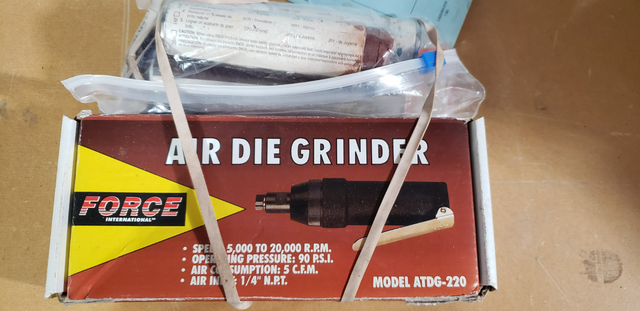 AIR DIE GRINDER
FORCE
INTERNATIONAL
• SPEED: 5,000 TO 20,000 R.P.M.
• OPERATING PRESSURE: 90 P.S.I.
• AIR CONSUMPTION: 5 C.F.M.
• AIR INLET: 1/4" N.P.T.
MODEL ATDG-220